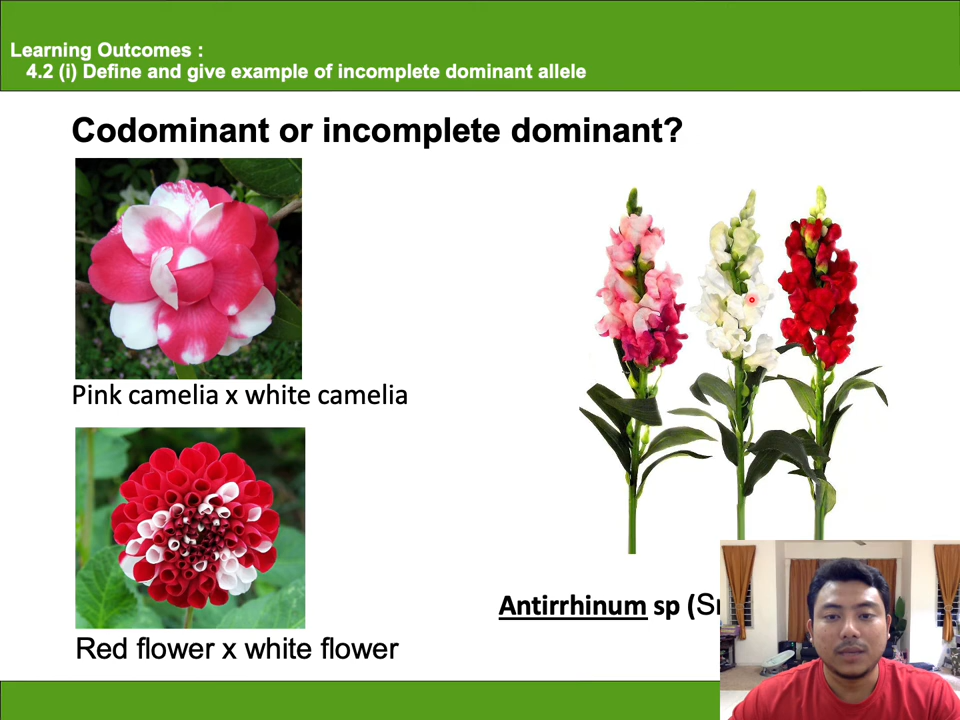 Learning Outcomes :
4.2 (i) Define and give example of incomplete dominant allele
Codominant or incomplete dominant?
Pink camelia x white camelia
Red flower x white flower
Antirrhinum sp